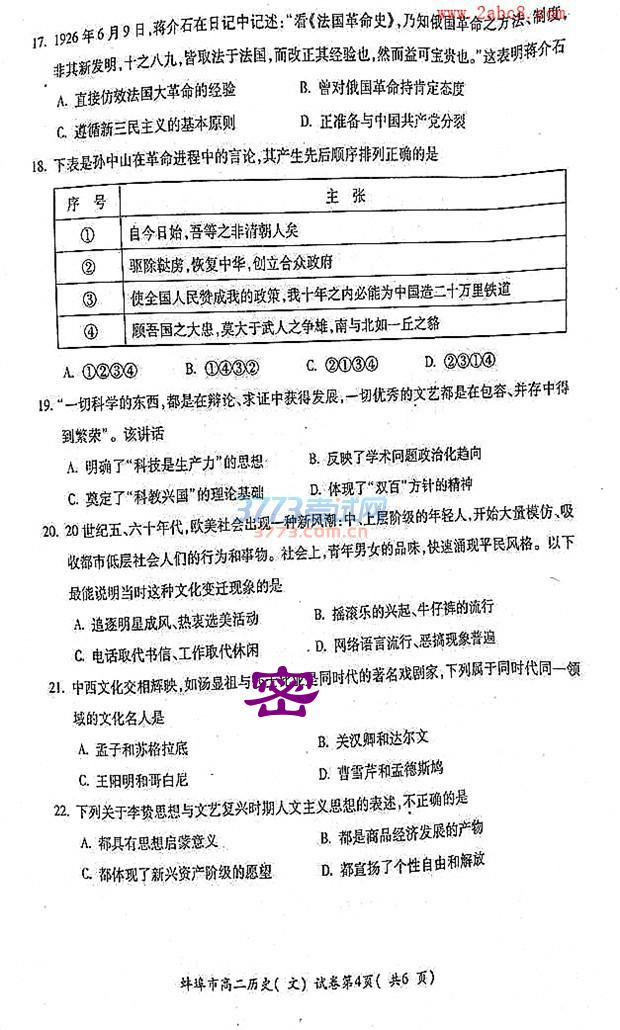 www.2abc8.com
17. 1926年6月9日,蒋介石在日记中记述:“看《法国革命史》,乃知俄国革命之方法、制度,
非其新发明,十之八九,皆取法于法国,而改正其经验也,然而益可宝贵也。”这表明蒋介石
A. 直接仿效法国大革命的经验 B. 曾对俄国革命持肯定态度
C. 遵循新三民主义的基本原则 D. 正准备与中国共产党分裂
18. 下表是孙中山在革命进程中的言论,其产生先后顺序排列正确的是
序 号 主 张
① 自今日始,吾等之非清朝人矣
② 驱除鞑虏,恢复中华,创立合众政府
③ 使全国人民赞成我的政策,我十年之内必能为中国造二十万里铁道
④ 顾吾国之大患,莫大于武人之争雄,南与北如一丘之貉
A. ①②③④ B. ①④③② C. ②①③④ D. ②③①④
19. “一切科学的东西,都是在辩论、求证中获得发展,一切优秀的文艺都是在包容、并存中得
到繁荣”。该讲话
A. 明确了“科技是生产力”的思想 B. 反映了学术问题政治化趋向
C. 奠定了“科教兴国”的理论基础 D. 体现了“双百”方针的精神
3773考试网
3773.com.cn
20. 20世纪五、六十年代,欧美社会出现一种新风潮:中、上层阶级的年轻人,开始大量模仿、吸
收都市低层社会人们的行为和事物。社会上,青年男女的品味,快速涌现平民风格。以下
最能说明当时这种文化变迁现象的是
A. 追逐明星成风、热衷选美活动 B. 摇滚乐的兴起、牛仔裤的流行
C. 电话取代书信、工作取代休闲 D. 网络语言流行、恶搞现象普遍
21. 中西文化交相辉映,如汤显祖与 是同时代的著名戏剧家,下列属于同时代同一领
密
域的文化名人是
A. 孟子和苏格拉底 B. 关汉卿和达尔文
C. 王阳明和哥白尼 D. 曹雪芹和孟德斯鸠
22. 下列关于李贽思想与文艺复兴时期人文主义思想的表述,不正确的是
A. 都具有思想启蒙意义 B. 都是商品经济发展的产物
C. 都体现了新兴资产阶级的愿望 D. 都宣扬了个性自由和解放
蚌埠市高二历史(文)试卷第4页(共6页)